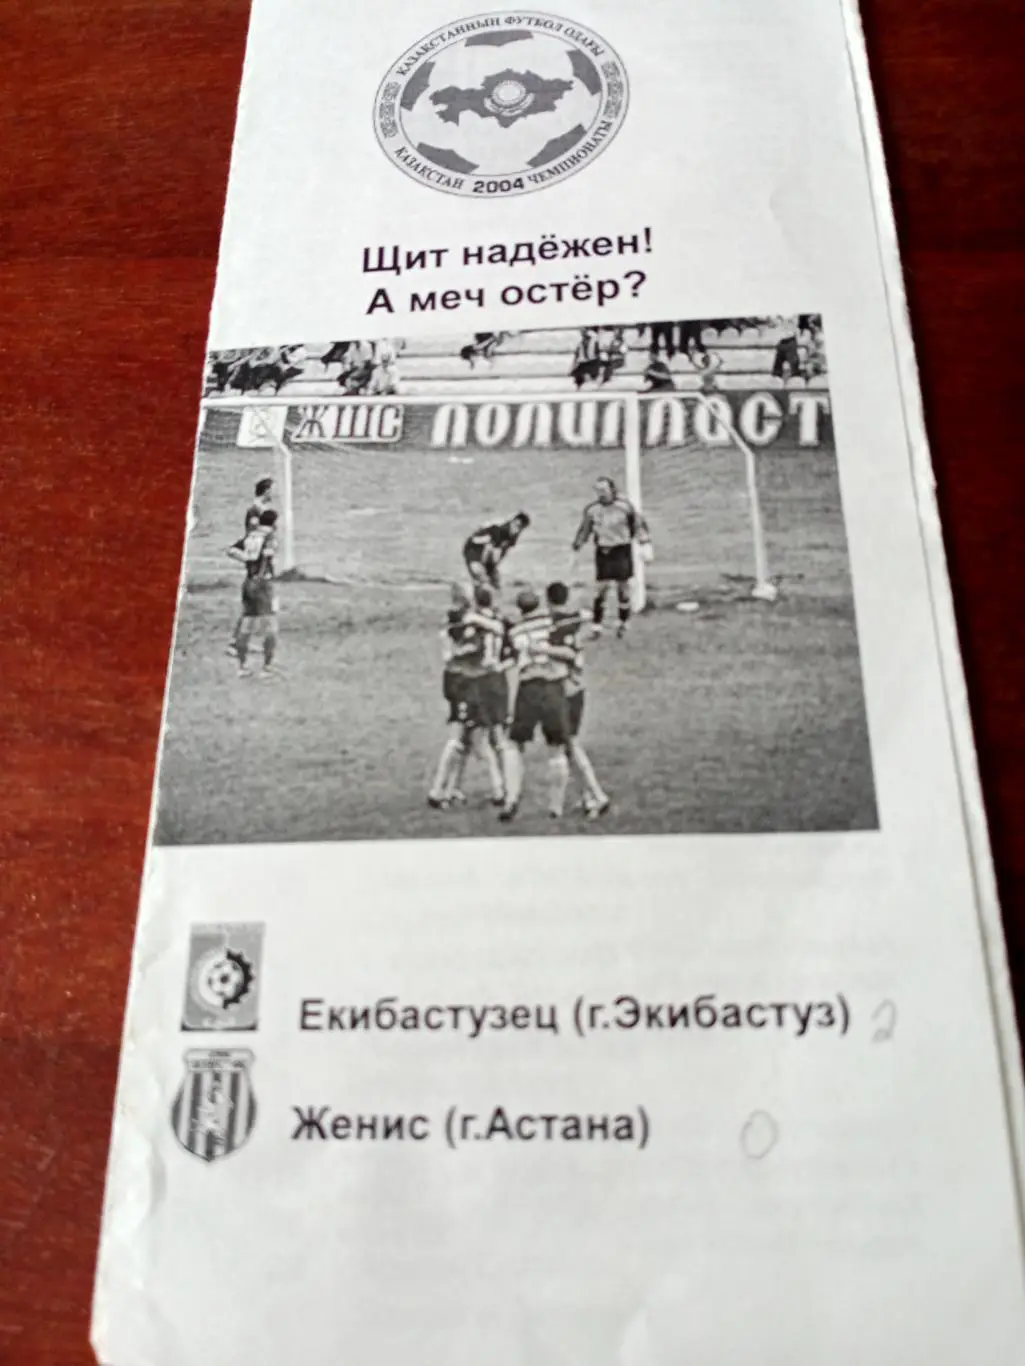 ҚАЗАҚСТАННЫҢ ФУТБОЛ ОДАҒЫ
ҚАЗАҚСТАН 2004 ЧЕМПИОНАТЫ
Щит надёжен!
А меч остёр?
ЖШС ПОЛИПЛАСТ
Екибастузец (г.Экибастуз) 2
Женис (г.Астана) 0